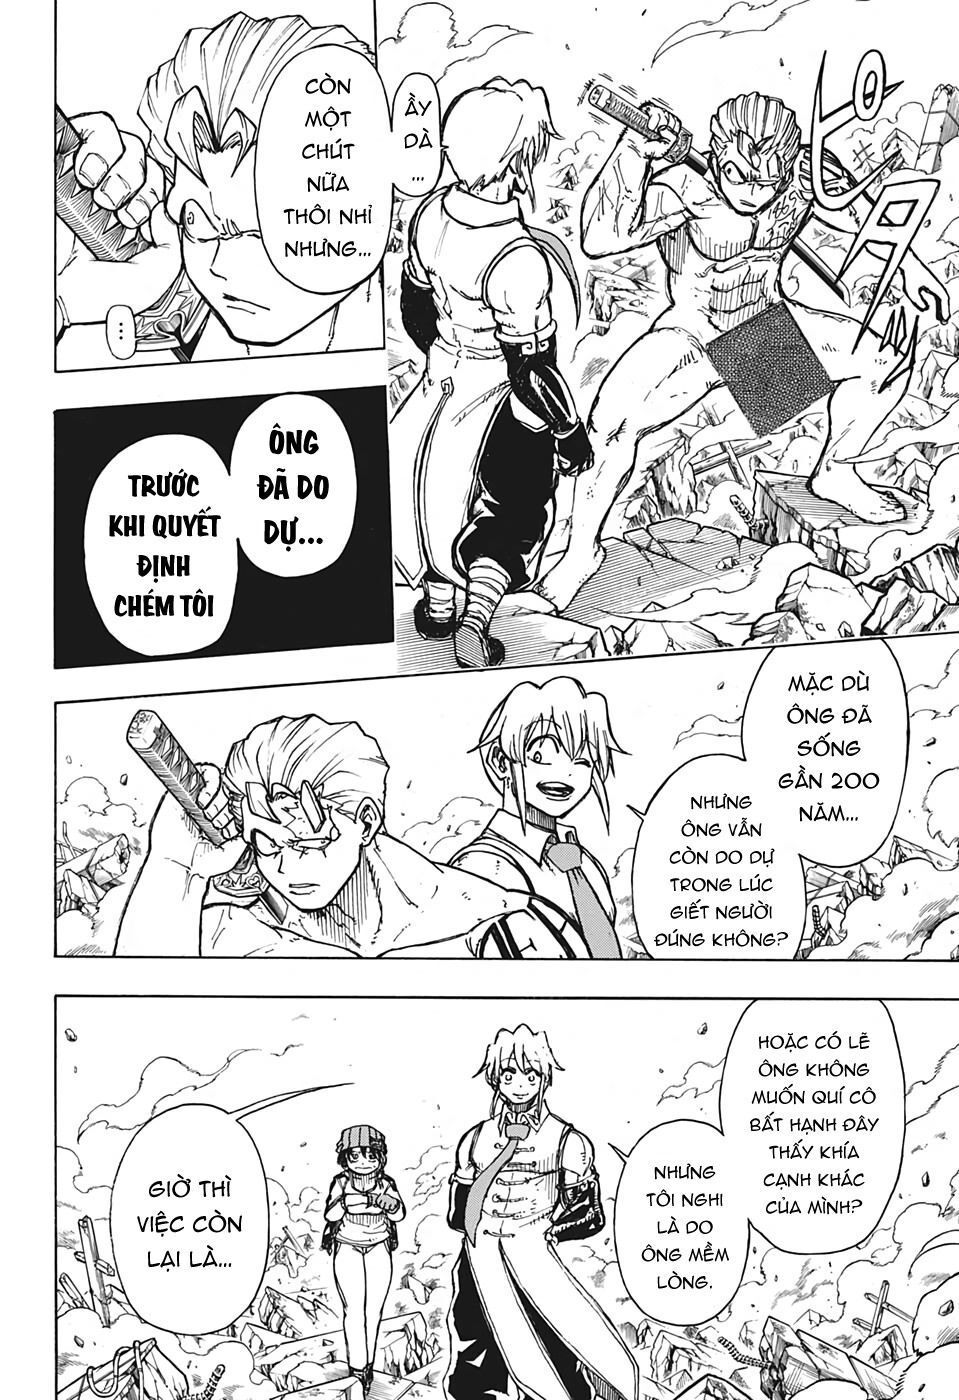 ẦY
DÀ
...
CÒN
MỘT
CHÚT
NỮA
THÔI NHỈ
NHƯNG...
...
ÔNG
ĐÃ DO
DỰ...
TRƯỚC
KHI QUYẾT
ĐỊNH
CHÉM TÔI
MẶC DÙ
ÔNG ĐÃ
SỐNG
GẦN 200
NĂM...
NHƯNG
ÔNG VẪN
CÒN DO DỰ
TRONG LÚC
GIẾT NGƯỜI
ĐÚNG KHÔNG?
HOẶC CÓ LẼ
ÔNG KHÔNG
MUỐN QUÍ CÔ
BẤT HẠNH ĐÂY
THẤY KHÍA
CẠNH KHÁC
CỦA MÌNH?
NHƯNG
TÔI NGHI
LÀ DO
ÔNG MỀM
LÒNG.
GIỜ THÌ
VIỆC CÒN
LẠI LÀ...